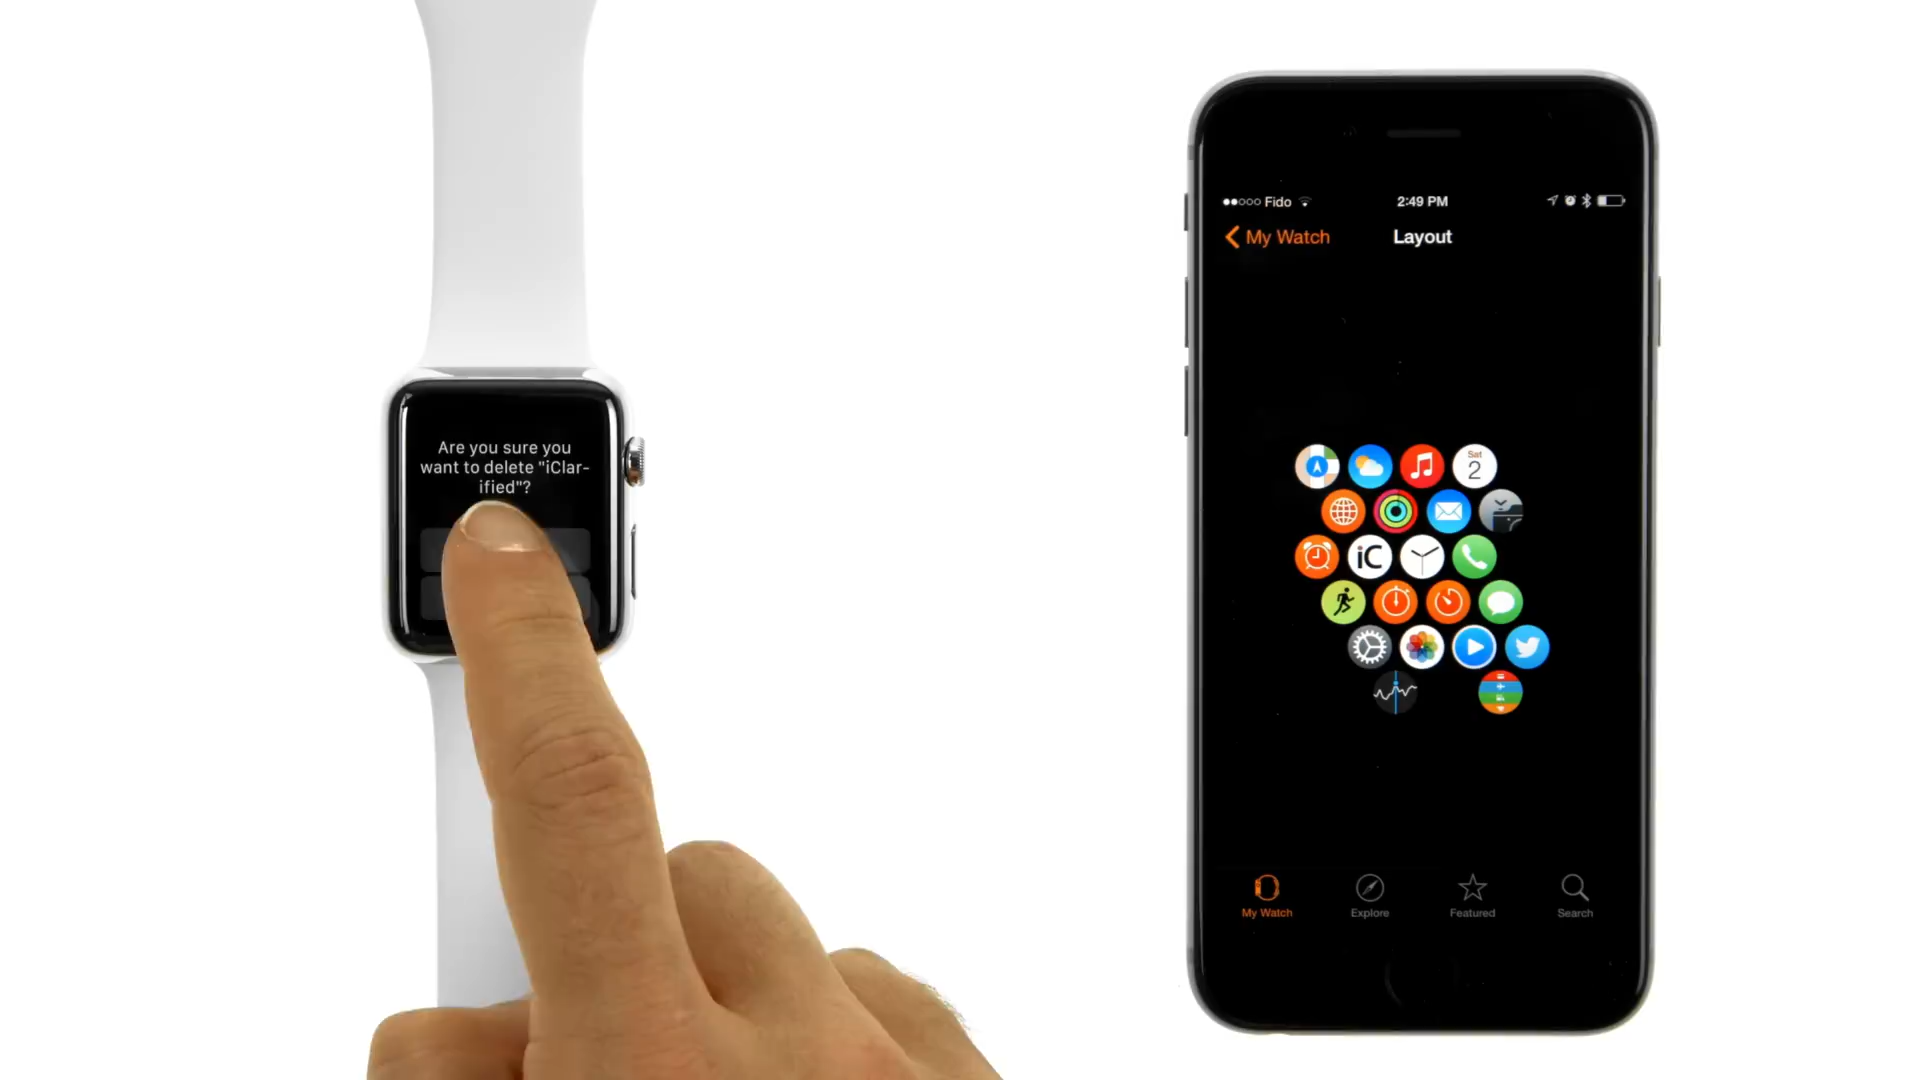 Are you sure you
want to delete "iClar-
ified"?
Fido
2:49 PM
My Watch
Layout
Sat
2
iC
My Watch
Explore
Featured
Search